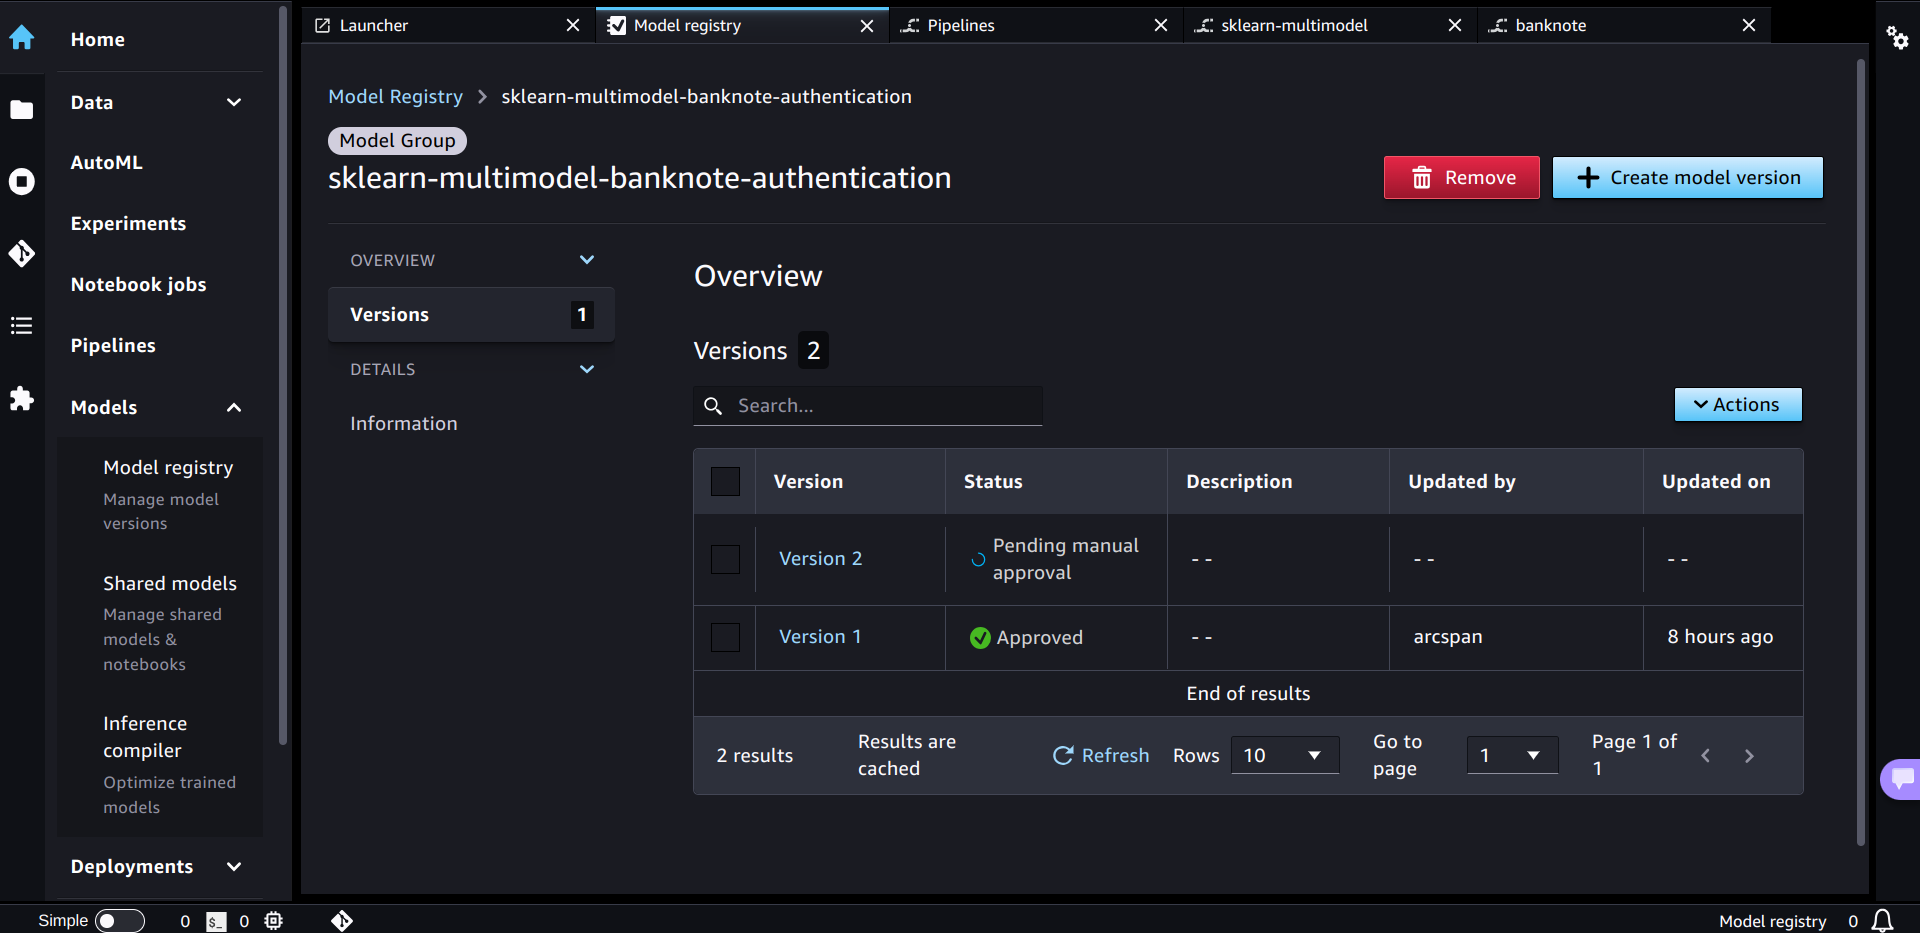 Home
Data
AutoML
Experiments
Notebook jobs
Pipelines
Models
Model registry
Manage model
versions
Shared models
Manage shared
models &
notebooks
Inference
compiler
Optimize trained
models
Deployments
Launcher
Model registry
Pipelines
sklearn-multimodel
banknote
Model Registry > sklearn-multimodel-banknote-authentication
Model Group
sklearn-multimodel-banknote-authentication
Remove
Create model version
OVERVIEW
Versions 1
DETAILS
Information
Overview
Versions 2
Search...
Actions
Version Status Description Updated by Updated on
Version 2 Pending manual
approval -- -- --
Version 1 Approved -- arcspan 8 hours ago
End of results
2 results
Results are
cached
Refresh
Rows 10
Go to
page
1
Page 1 of
1
Simple 0 $_ 0
Model registry 0